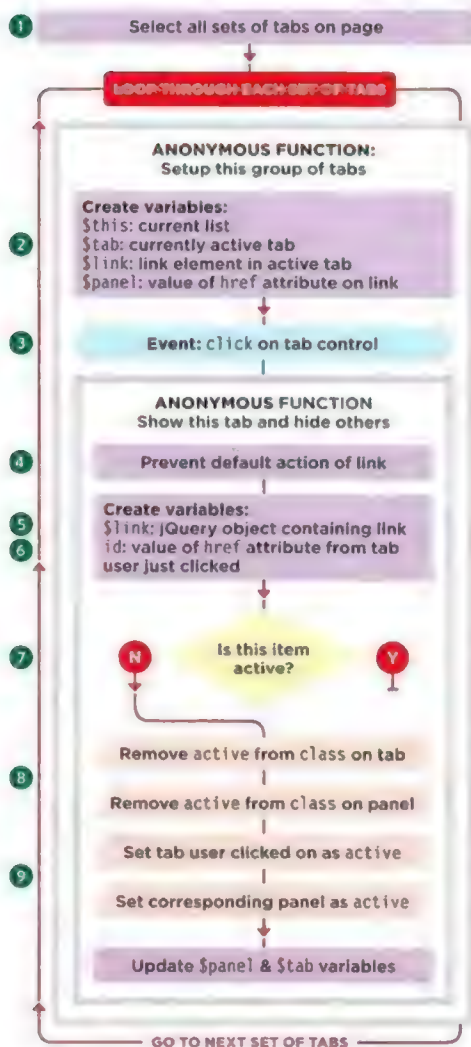 1 Select all sets of tabs on page
LOOP THROUGH EACH SET OF TABS
ANONYMOUS FUNCTION:
Setup this group of tabs
2
Create variables:
$this: current list
$tab: currently active tab
$link: link element in active tab
$panel: value of href attribute on link
3 Event: click on tab control
ANONYMOUS FUNCTION
Show this tab and hide others
4 Prevent default action of link
Create variables:
5 $link: jQuery object containing link
6 id: value of href attribute from tab
user just clicked
7 N Is this item Y
active?
Remove active from class on tab
8
Remove active from class on panel
Set tab user clicked on as active
9
Set corresponding panel as active
Update $panel & $tab variables
GO TO NEXT SET OF TABS